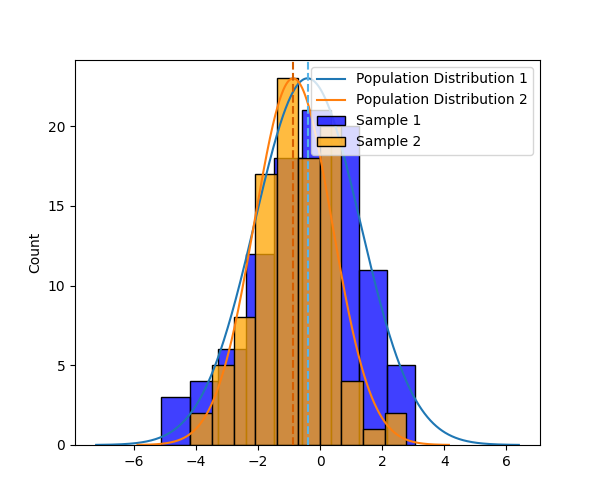 Population Distribution 1
Population Distribution 2
Sample 1
Sample 2
20
15
10
5
0
Count
−6
−4
−2
0
2
4
6